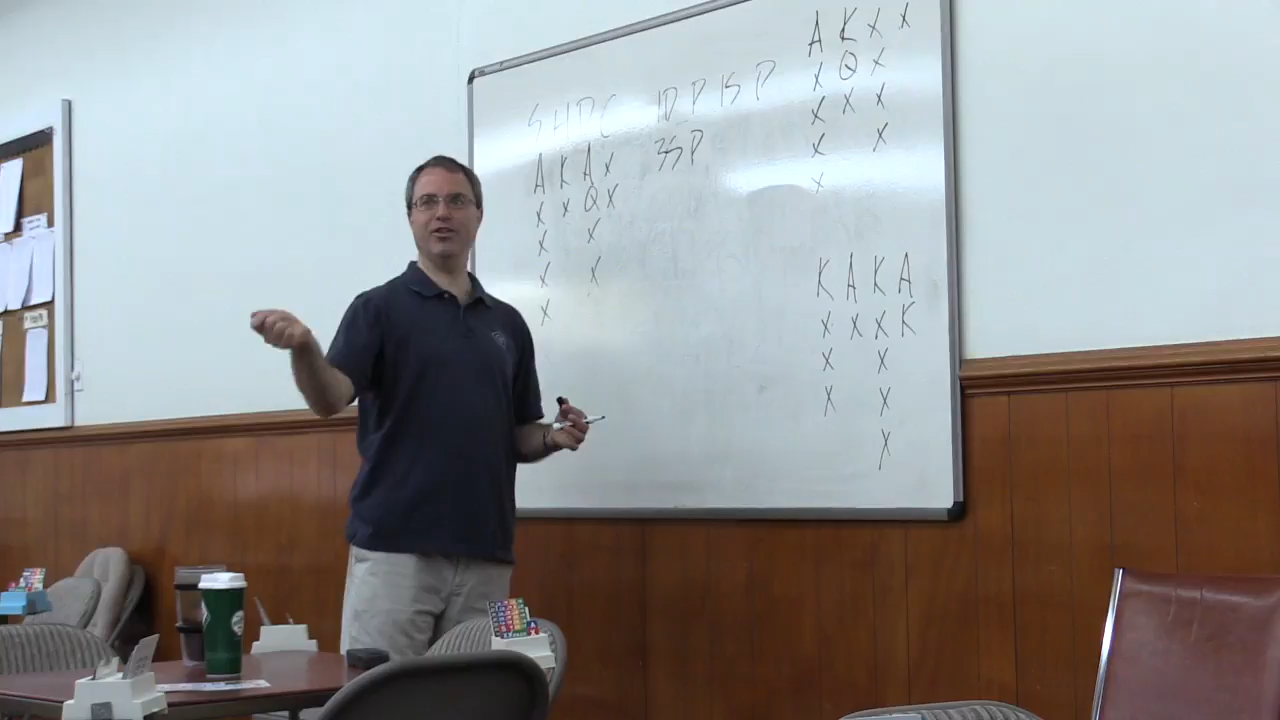 S H D C 1D P 1S P
3S P
A K A X
X X Q X
X X
X X
X
A K X X
X Q X
X X X
X X
X
K A K A
X X X K
X X
X X
X